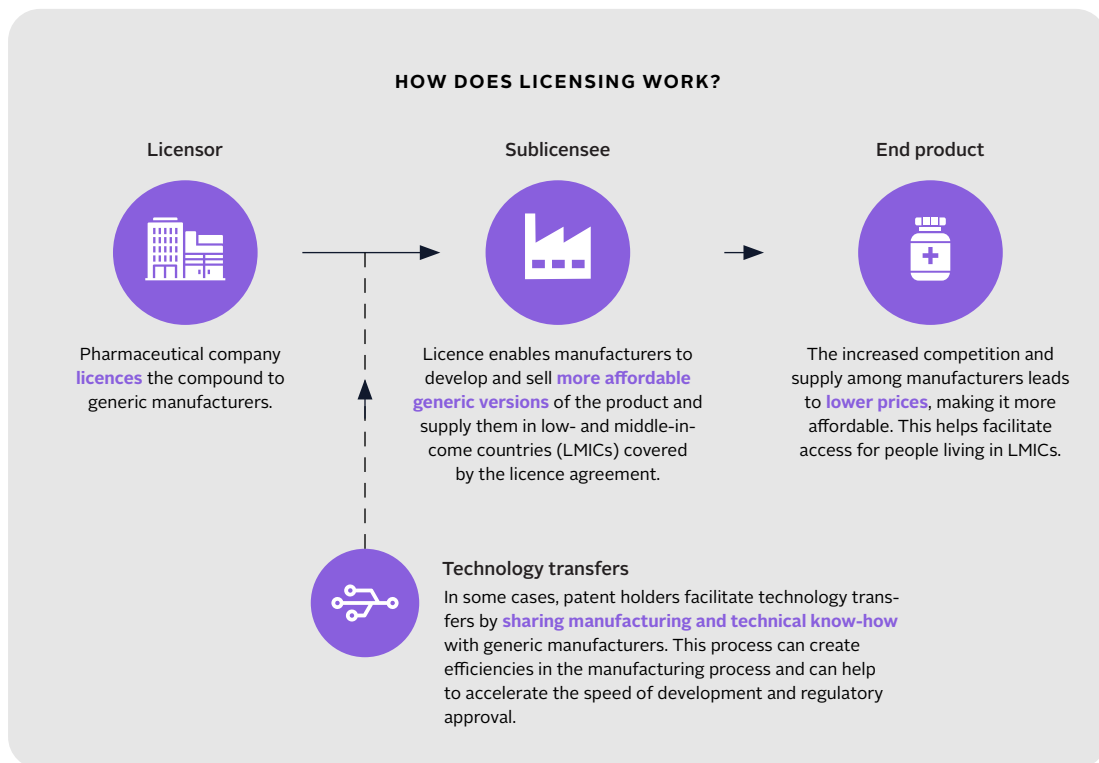 HOW DOES LICENSING WORK?
Licensor
Pharmaceutical company
licences the compound to
generic manufacturers.
Sublicensee
Licence enables manufacturers to
develop and sell more affordable
generic versions of the product and
supply them in low- and middle-in-
come countries (LMICs) covered
by the licence agreement.
End product
The increased competition and
supply among manufacturers leads
to lower prices, making it more
affordable. This helps facilitate
access for people living in LMICs.
Technology transfers
In some cases, patent holders facilitate technology trans-
fers by sharing manufacturing and technical know-how
with generic manufacturers. This process can create
efficiencies in the manufacturing process and can help
to accelerate the speed of development and regulatory
approval.